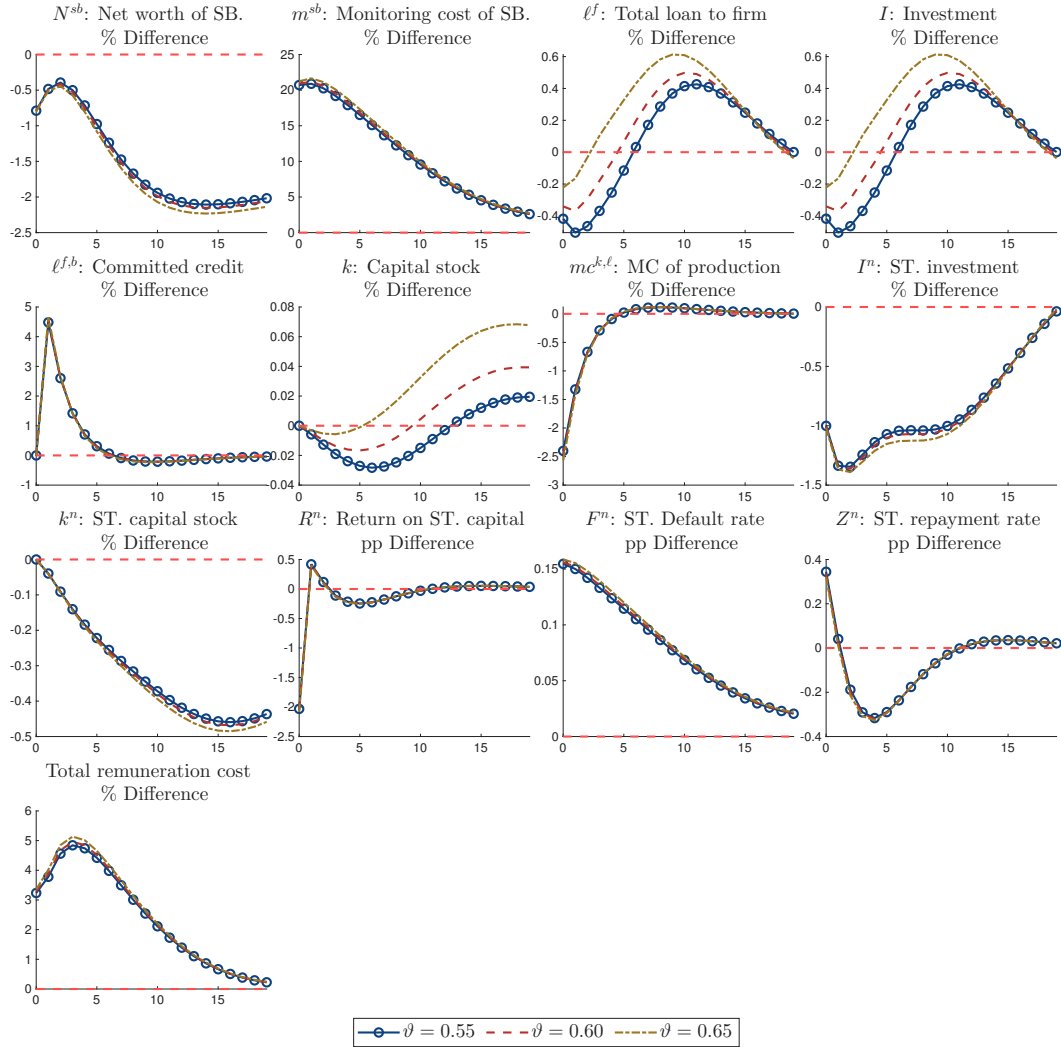 N^{sb}: Net worth of SB. m^{sb}: Monitoring cost of SB. ℓ^f: Total loan to firm I: Investment
% Difference % Difference % Difference % Difference
0 -0.5 -1 -1.5 -2 -2.5
0 5 10 15
25 20 15 10 5 0
0 5 10 15
0.6 0.4 0.2 0 -0.2 -0.4
0 5 10 15
0.6 0.4 0.2 0 -0.2 -0.4
0 5 10 15
ℓ^{f,b}: Committed credit k: Capital stock mc^{k,ℓ}: MC of production I^n: ST. investment
% Difference % Difference % Difference % Difference
5 4 3 2 1 0 -1
0 5 10 15
0.08 0.06 0.04 0.02 0 -0.02 -0.04
0 5 10 15
0 -0.5 -1 -1.5 -2 -2.5 -3
0 5 10 15
0 -0.5 -1.0 -1.5
0 5 10 15
k^n: ST. capital stock R^n: Return on ST. capital F^n: ST. Default rate Z^n: ST. repayment rate
% Difference pp Difference pp Difference pp Difference
0 -0.1 -0.2 -0.3 -0.4 -0.5
0 5 10 15
0.5 0 -0.5 -1 -1.5 -2 -2.5
0 5 10 15
0.15 0.1 0.05 0
0 5 10 15
0.4 0.2 0 -0.2 -0.4
0 5 10 15
Total remuneration cost
% Difference
6 5 4 3 2 1 0
0 5 10 15
ϑ = 0.55 ϑ = 0.60 ϑ = 0.65